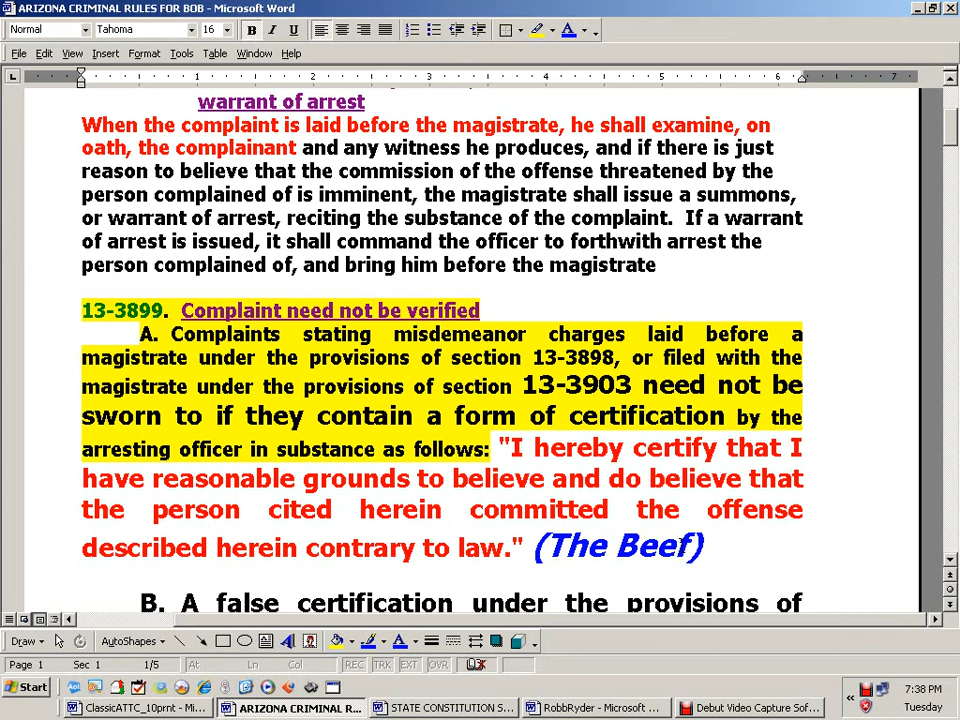 ARIZONA CRIMINAL RULES FOR BOB - Microsoft Word
Normal Tahoma 16 B I U
File Edit View Insert Format Tools Table Window Help
1 2 3 4 5 6 7
warrant of arrest
When the complaint is laid before the magistrate, he shall examine, on
oath, the complainant and any witness he produces, and if there is just
reason to believe that the commission of the offense threatened by the
person complained of is imminent, the magistrate shall issue a summons,
or warrant of arrest, reciting the substance of the complaint. If a warrant
of arrest is issued, it shall command the officer to forthwith arrest the
person complained of, and bring him before the magistrate
13-3899. Complaint need not be verified
A. Complaints stating misdemeanor charges laid before a
magistrate under the provisions of section 13-3898, or filed with the
magistrate under the provisions of section 13-3903 need not be
sworn to if they contain a form of certification by the
arresting officer in substance as follows: "I hereby certify that I
have reasonable grounds to believe and do believe that
the person cited herein committed the offense
described herein contrary to law." (The Beef)
B. A false certification under the provisions of
Draw AutoShapes
Page 1 Sec 1 1/5 At Ln Col REC TRK EXT OVR
Start 7:38 PM
ClassicATTC_10prnt - Mi... ARIZONA CRIMINAL R... STATE CONSTITUTION S... RobbRyder - Microsoft ... Debut Video Capture Sof... Tuesday